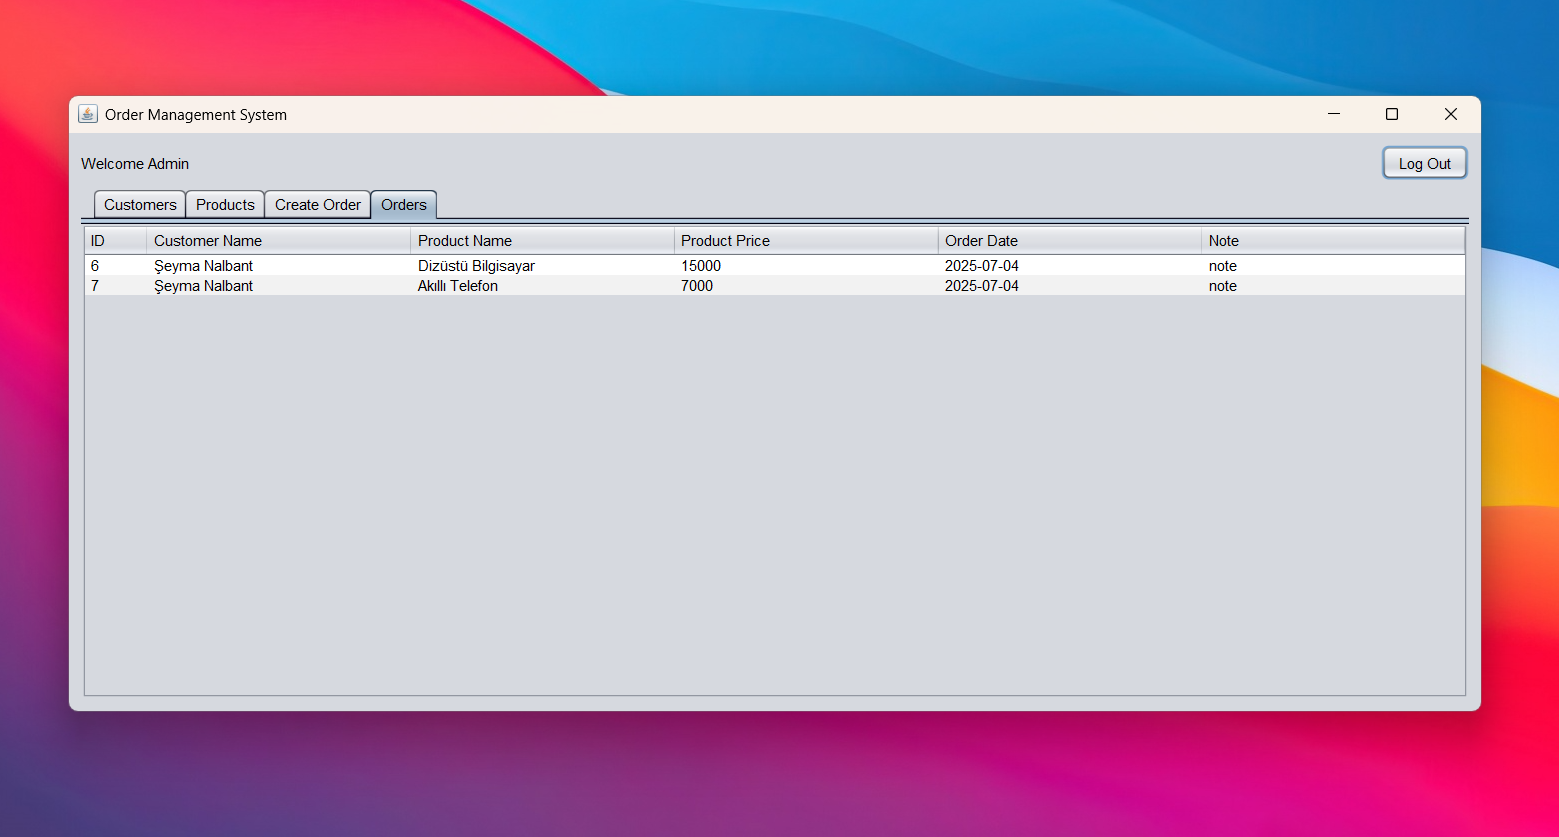 Order Management System
Welcome Admin
Log Out
Customers Products Create Order Orders
ID Customer Name Product Name Product Price Order Date Note
6 Şeyma Nalbant Dizüstü Bilgisayar 15000 2025-07-04 note
7 Şeyma Nalbant Akıllı Telefon 7000 2025-07-04 note